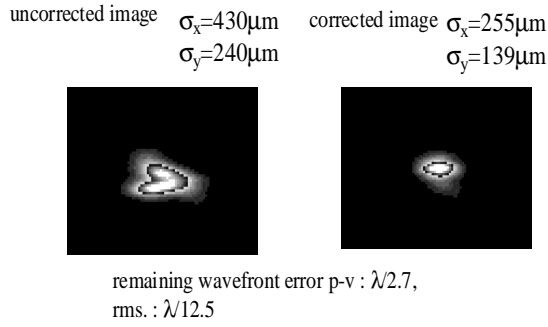 uncorrected image σx=430μm
σy=240μm
corrected image σx=255μm
σy=139μm
remaining wavefront error p-v : λ/2.7,
rms. : λ/12.5